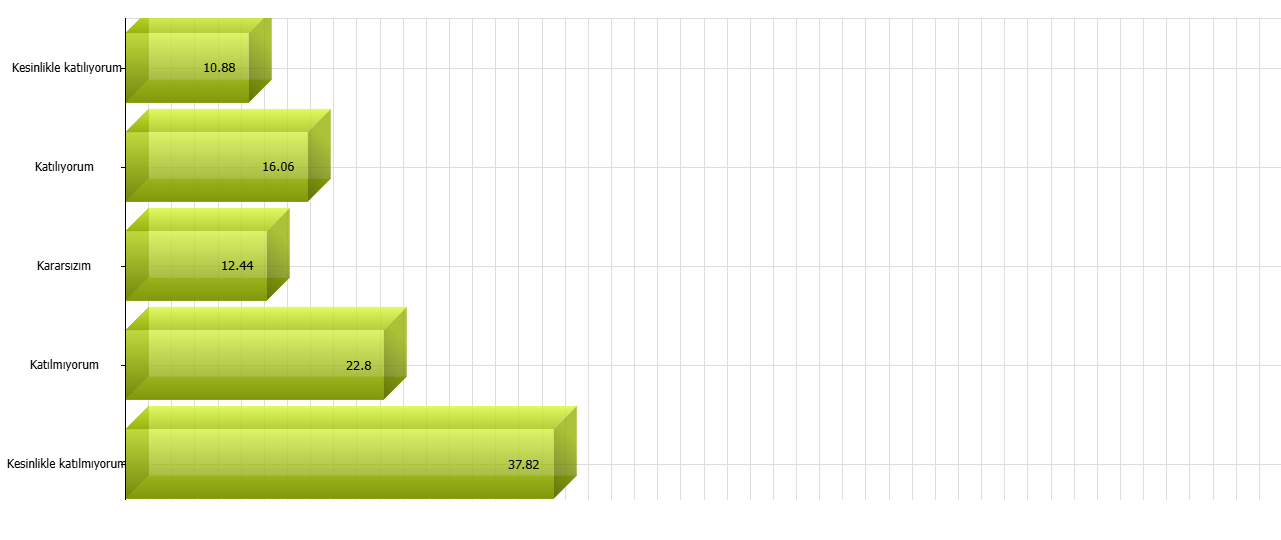 Kesinlikle katılıyorum 10.88
Katılıyorum 16.06
Kararsızım 12.44
Katılmıyorum 22.8
Kesinlikle katılmıyorum 37.82